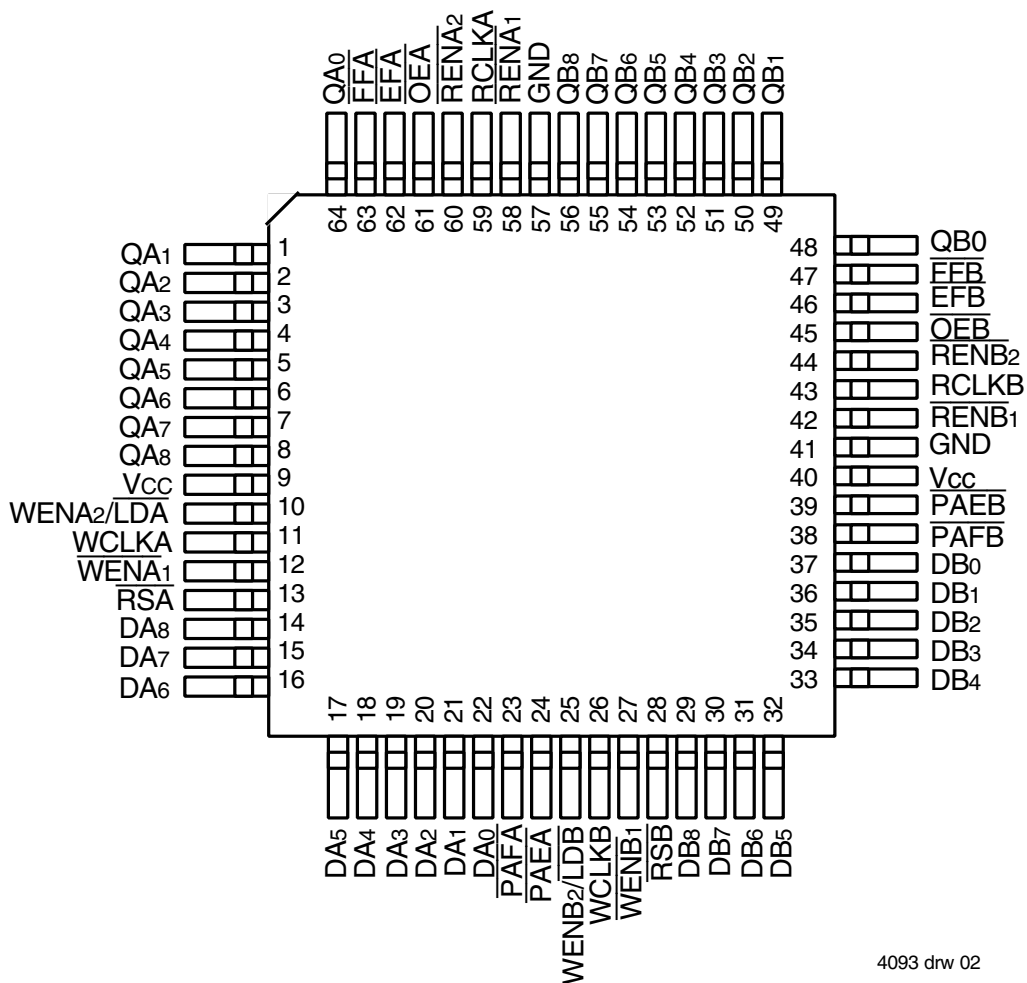 QA0 FFA EFA OEA RENA2 RCLKA RENA1 GND QB8 QB7 QB6 QB5 QB4 QB3 QB2 QB1
64 63 62 61 60 59 58 57 56 55 54 53 52 51 50 49
QA1 1
QA2 2
QA3 3
QA4 4
QA5 5
QA6 6
QA7 7
QA8 8
VCC 9
WENA2/LDA 10
WCLKA 11
WENA1 12
RSA 13
DA8 14
DA7 15
DA6 16
48 QB0
47 FFB
46 EFB
45 OEB
44 RENB2
43 RCLKB
42 RENB1
41 GND
40 Vcc
39 PAEB
38 PAFB
37 DB0
36 DB1
35 DB2
34 DB3
33 DB4
17 18 19 20 21 22 23 24 25 26 27 28 29 30 31 32
DA5 DA4 DA3 DA2 DA1 DA0 PAFA PAEA WENB2/LDB WCLKB WENB1 RSB DB8 DB7 DB6 DB5
4093 drw 02